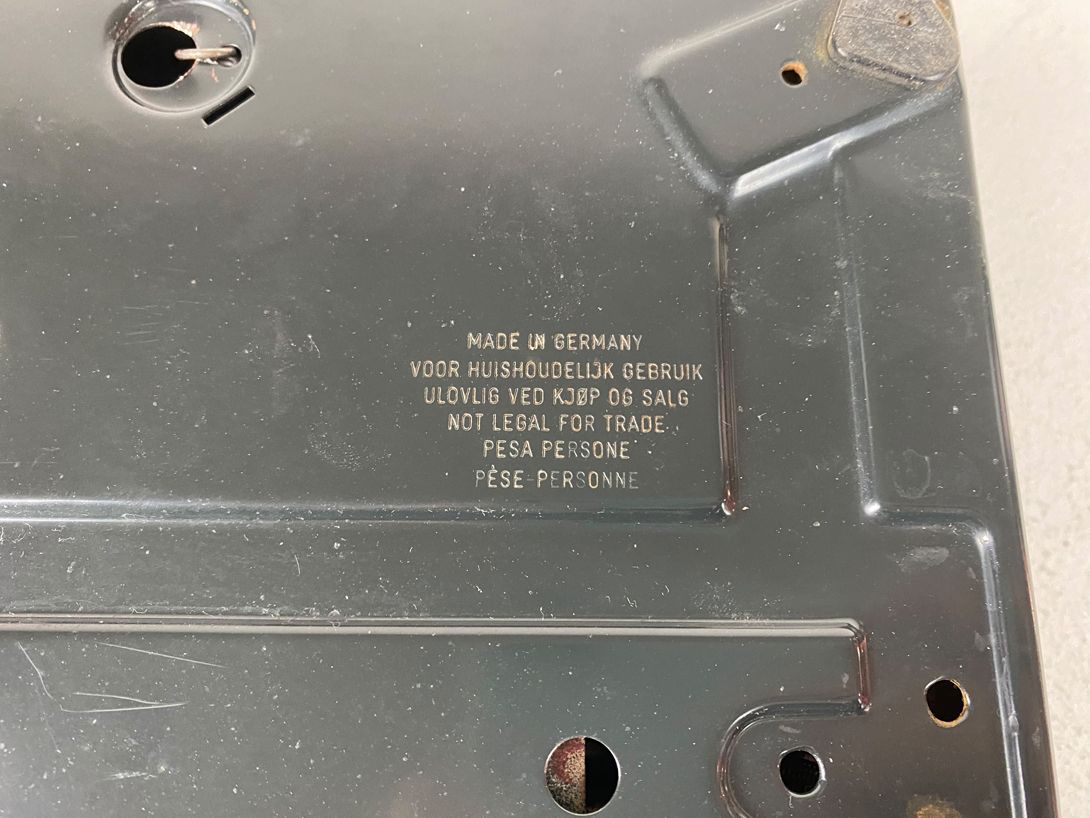 MADE IN GERMANY
VOOR HUISHOUDELIJK GEBRUIK
ULOVLIG VED KJØP OG SALG
NOT LEGAL FOR TRADE
PESA PERSONE
PÈSE-PERSONNE